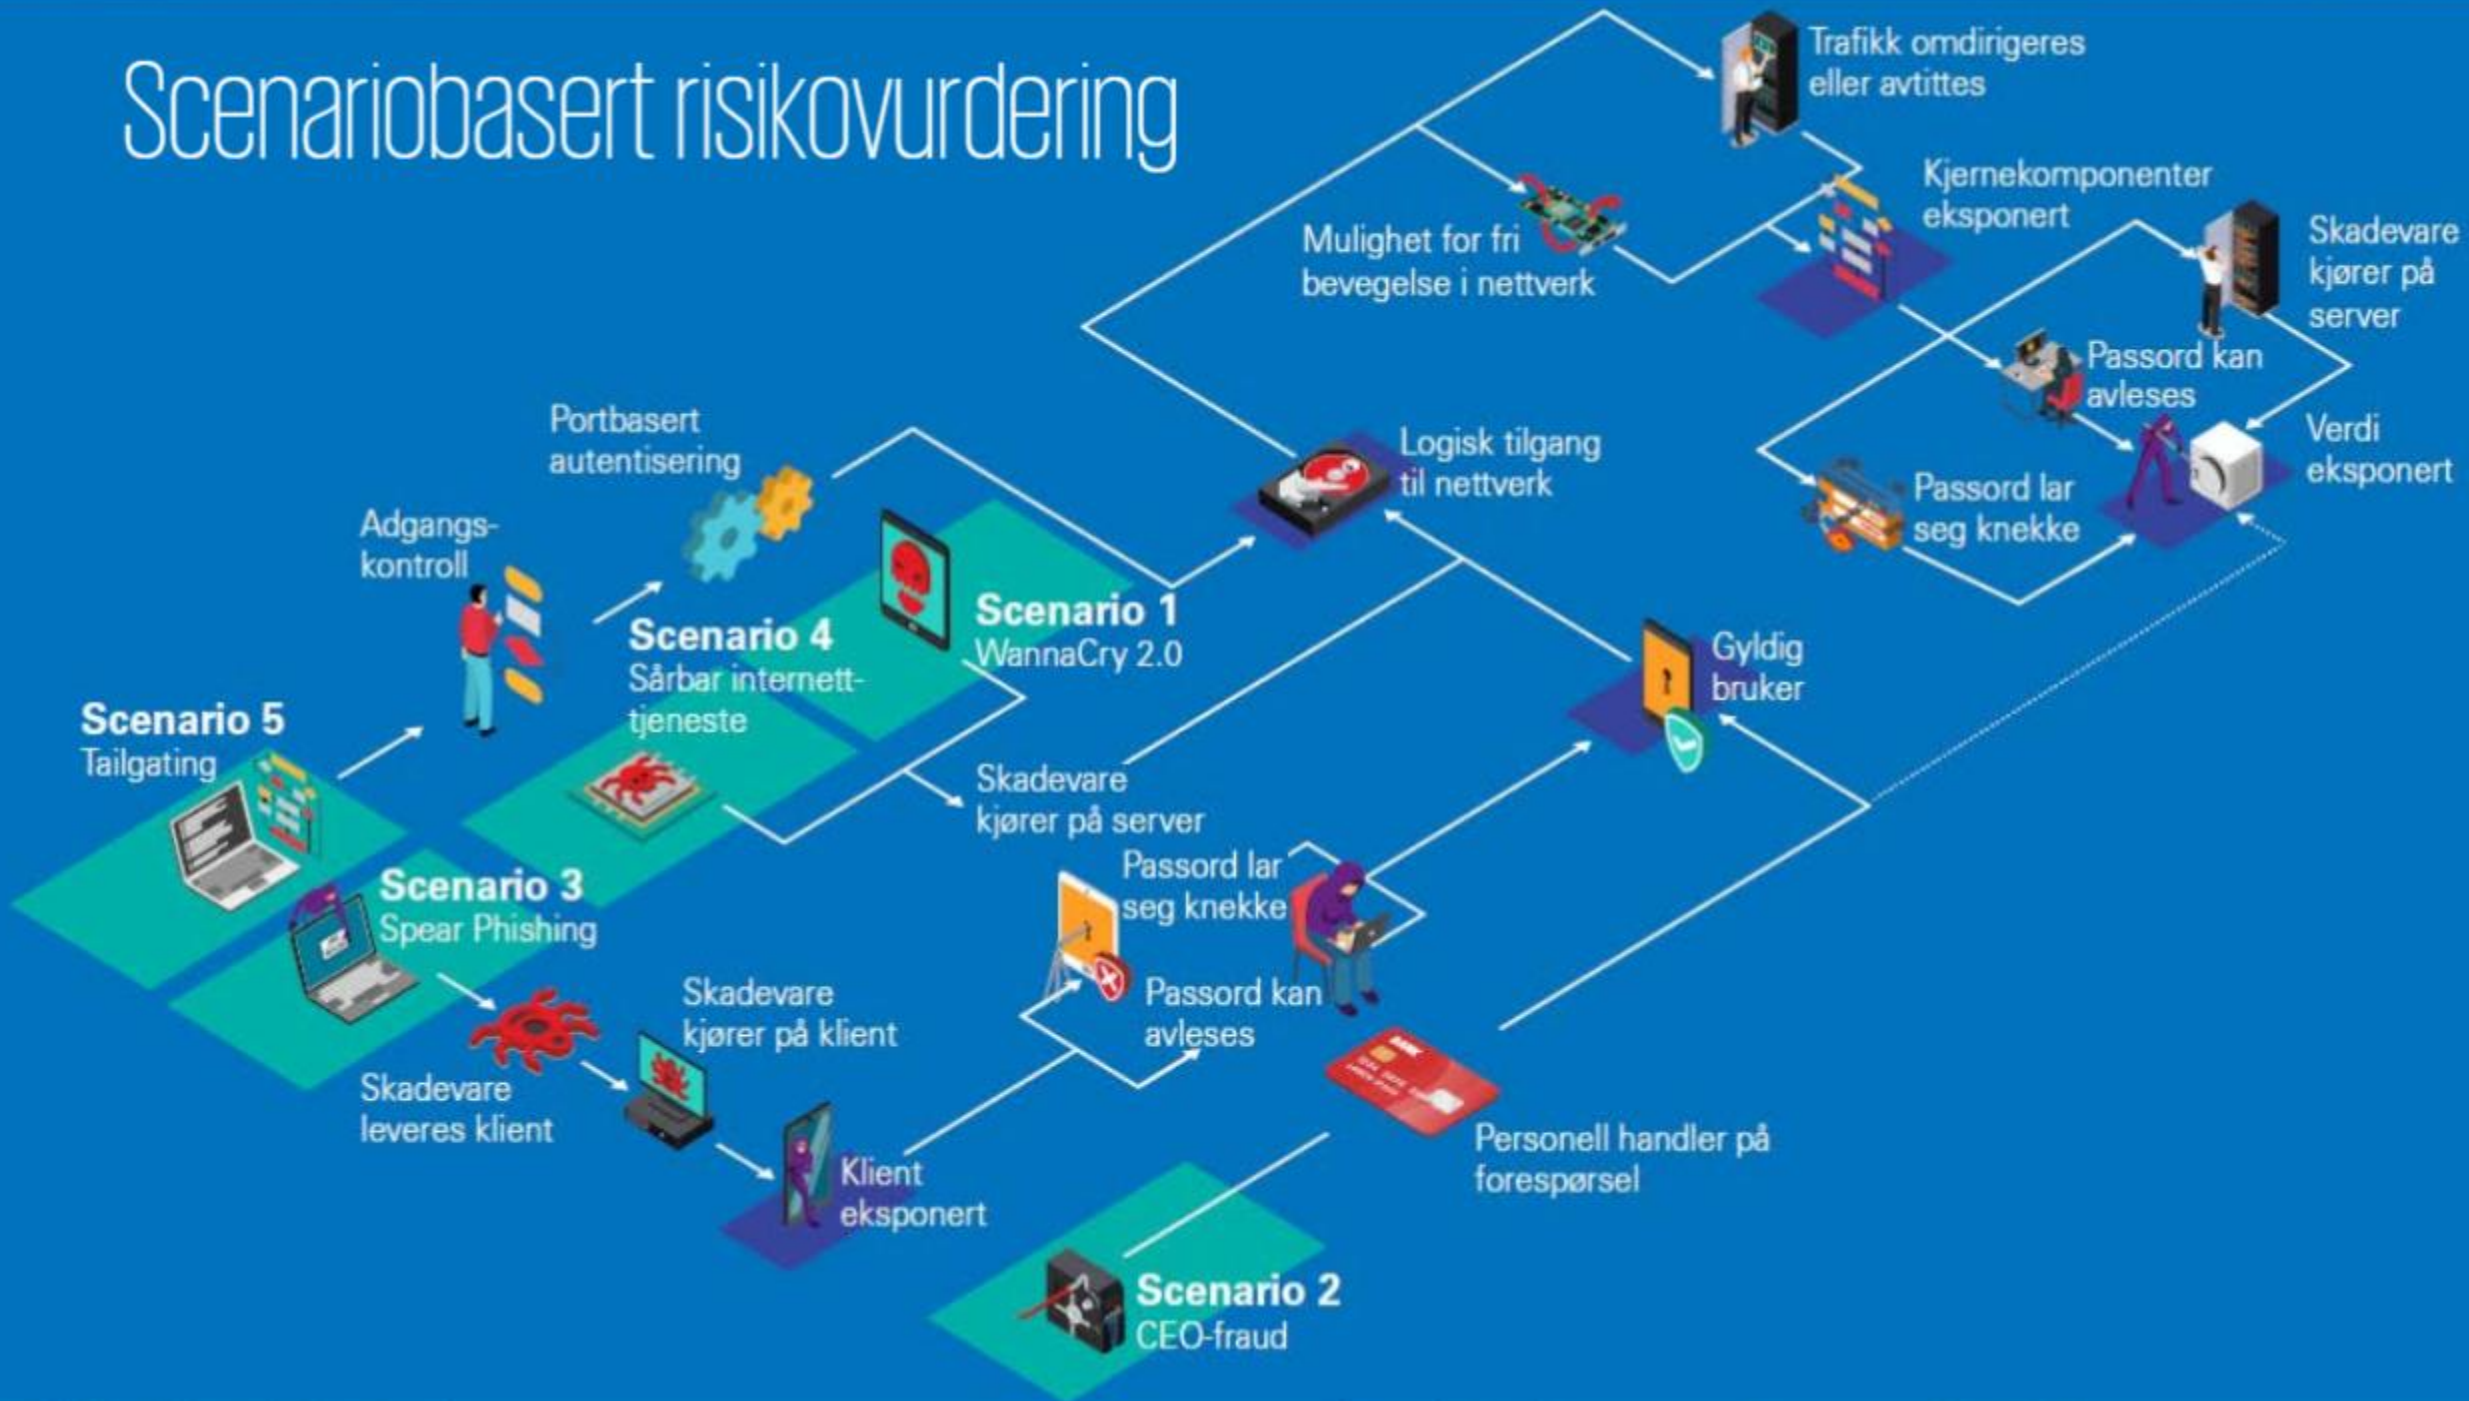 Scenariobasert risikovurdering
Trafikk omdirigeres
eller avtittes
Kjernekomponenter
eksponert
Skadevare
kjører på
server
Mulighet for fri
bevegelse i nettverk
Passord kan
avleses
Verdi
eksponert
Passord lar
seg knekke
Logisk tilgang
til nettverk
Portbasert
autentisering
Adgangs-
kontroll
Scenario 1
WannaCry 2.0
Scenario 4
Sårbar internett-
tjeneste
Gyldig
bruker
Scenario 5
Tailgating
Skadevare
kjører på server
Scenario 3
Spear Phishing
Passord lar
seg knekke
Passord kan
avleses
Skadevare
kjører på klient
Skadevare
leveres klient
Klient
eksponert
BANK
Personell handler på
forespørsel
Scenario 2
CEO-fraud